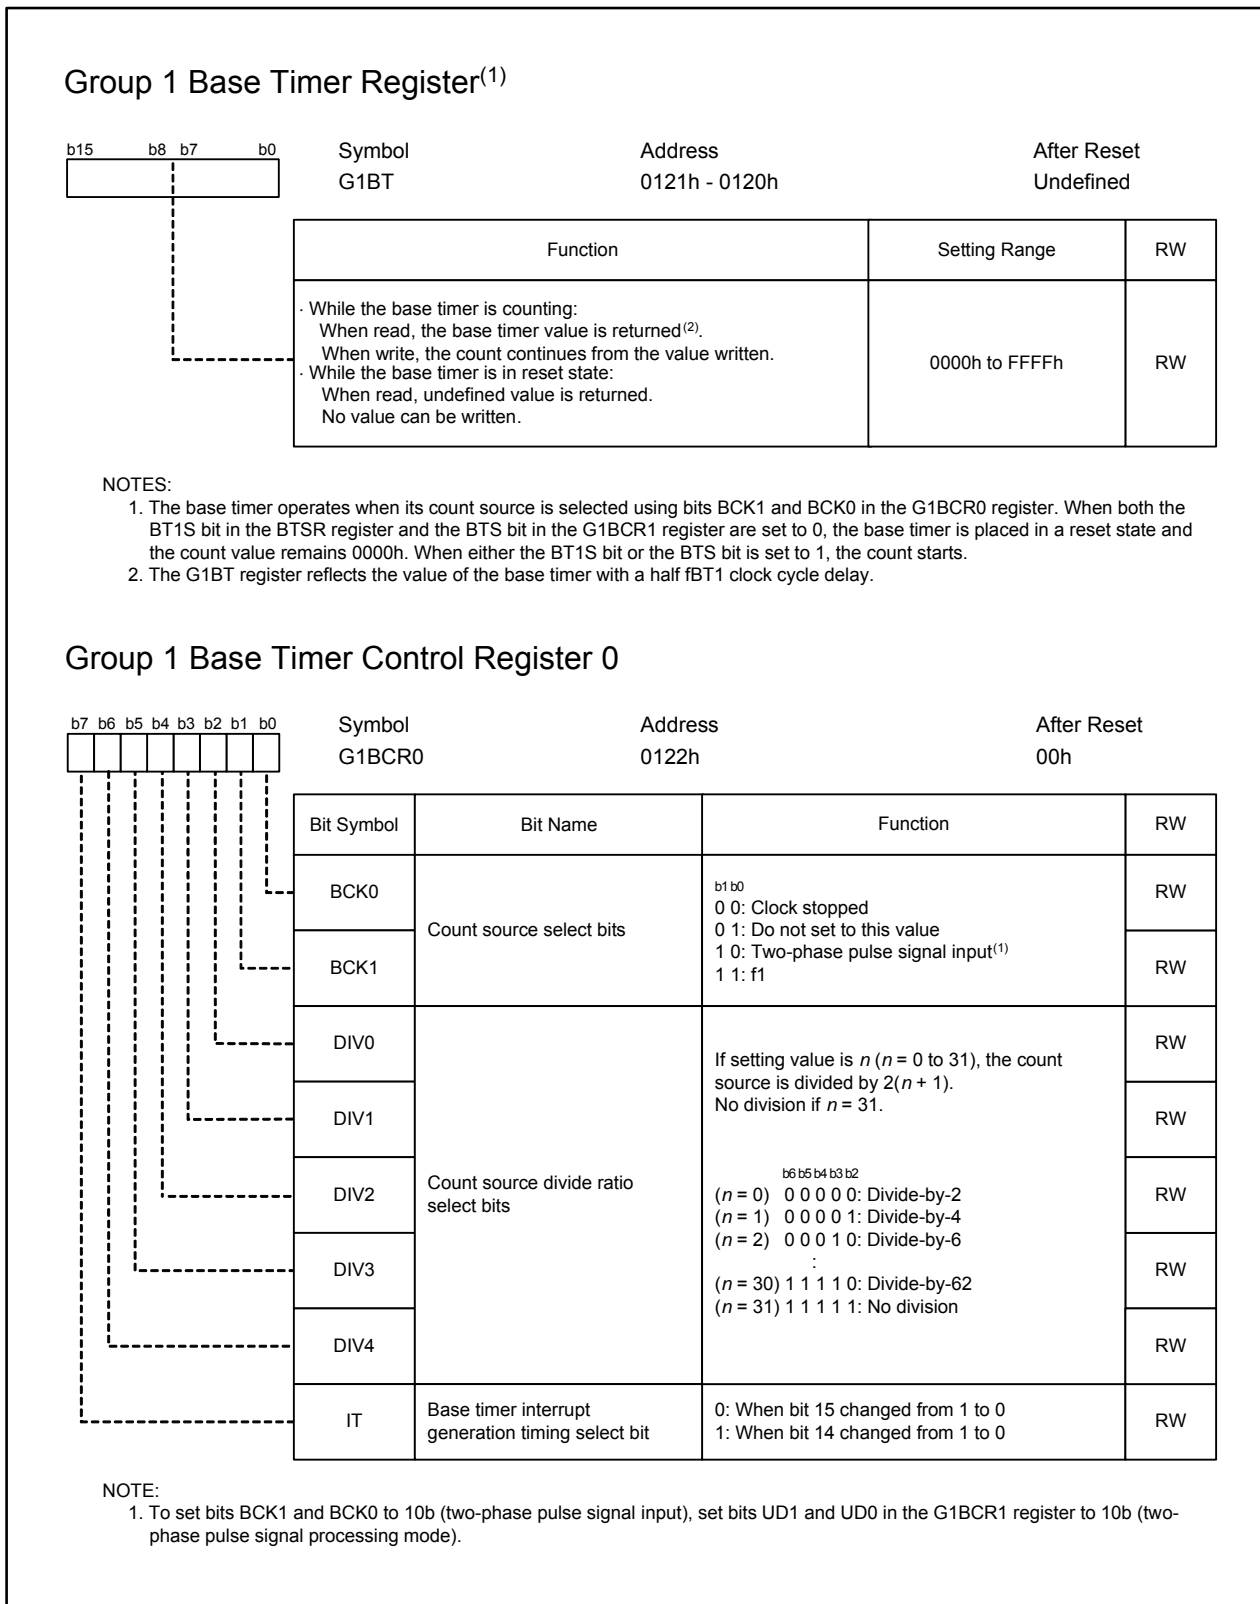 Group 1 Base Timer Register(1)
b15 b8 b7 b0
Symbol Address After Reset
G1BT 0121h - 0120h Undefined
Function Setting Range RW
· While the base timer is counting:
When read, the base timer value is returned(2).
When write, the count continues from the value written.
· While the base timer is in reset state:
When read, undefined value is returned.
No value can be written.
0000h to FFFFh RW
NOTES:
1. The base timer operates when its count source is selected using bits BCK1 and BCK0 in the G1BCR0 register. When both the
BT1S bit in the BTSR register and the BTS bit in the G1BCR1 register are set to 0, the base timer is placed in a reset state and
the count value remains 0000h. When either the BT1S bit or the BTS bit is set to 1, the count starts.
2. The G1BT register reflects the value of the base timer with a half fBT1 clock cycle delay.
Group 1 Base Timer Control Register 0
b7 b6 b5 b4 b3 b2 b1 b0
Symbol Address After Reset
G1BCR0 0122h 00h
Bit Symbol Bit Name Function RW
BCK0 RW
BCK1 RW
Count source select bits
b1 b0
0 0: Clock stopped
0 1: Do not set to this value
1 0: Two-phase pulse signal input(1)
1 1: f1
DIV0 RW
DIV1 RW
DIV2 RW
DIV3 RW
DIV4 RW
Count source divide ratio
select bits
If setting value is n (n = 0 to 31), the count
source is divided by 2(n + 1).
No division if n = 31.
b6 b5 b4 b3 b2
(n = 0) 0 0 0 0 0: Divide-by-2
(n = 1) 0 0 0 0 1: Divide-by-4
(n = 2) 0 0 0 1 0: Divide-by-6
:
(n = 30) 1 1 1 1 0: Divide-by-62
(n = 31) 1 1 1 1 1: No division
IT RW
Base timer interrupt
generation timing select bit
0: When bit 15 changed from 1 to 0
1: When bit 14 changed from 1 to 0
NOTE:
1. To set bits BCK1 and BCK0 to 10b (two-phase pulse signal input), set bits UD1 and UD0 in the G1BCR1 register to 10b (two-
phase pulse signal processing mode).